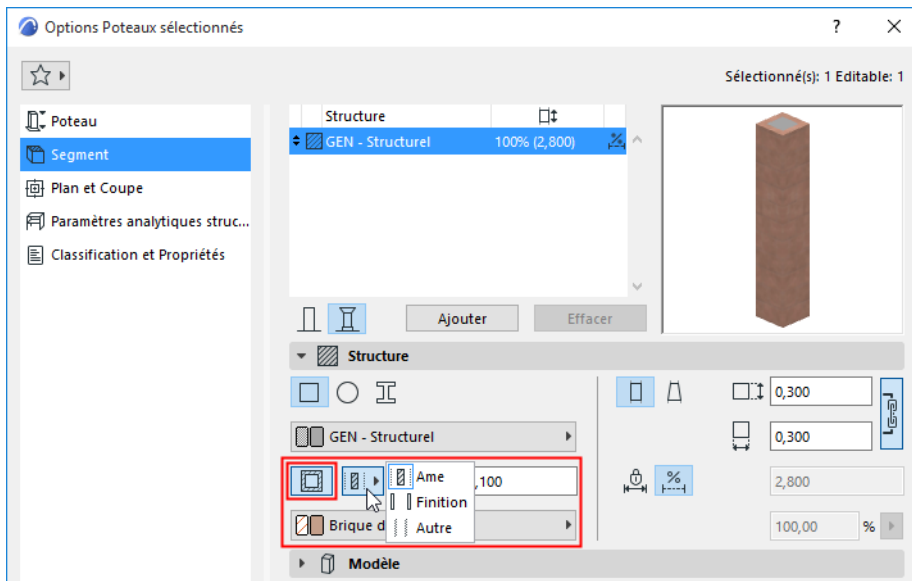 Options Poteaux sélectionnés
?
Sélectionné(s): 1 Editable: 1
Poteau
Segment
Plan et Coupe
Paramètres analytiques struc...
Classification et Propriétés
Structure
GEN - Structurel 100% (2,800)
Ajouter Effacer
Structure
0,300
GEN - Structurel
0,300
Ame
,100
%
2,800
Finition
Brique d
Autre
100,00 %
Modèle